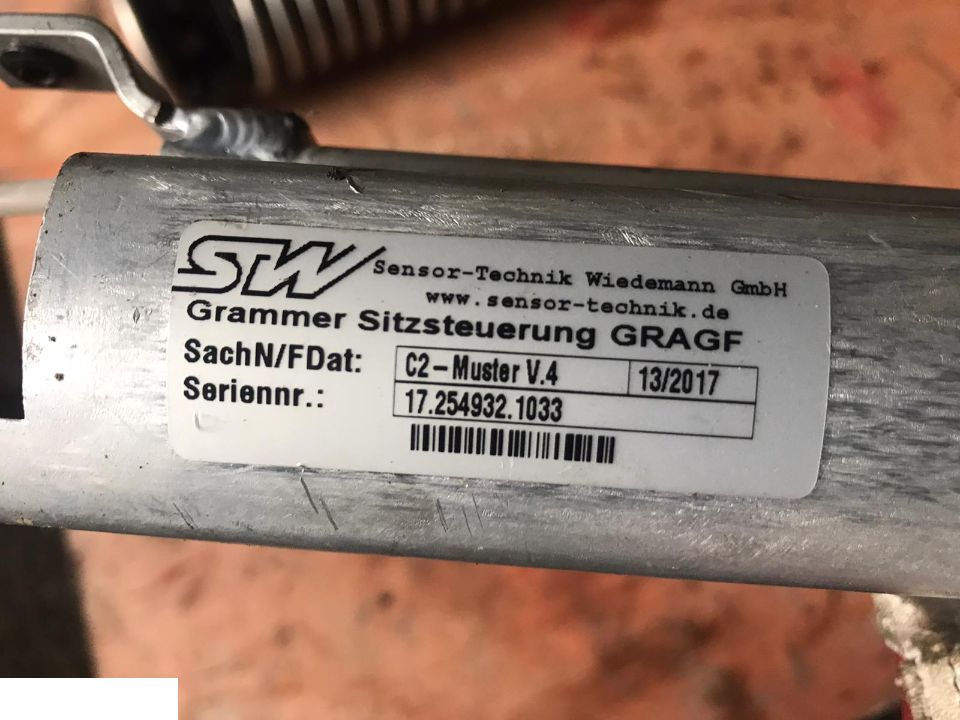 STW Sensor-Technik Wiedemann GmbH
www.sensor-technik.de
Grammer Sitzsteuerung GRAGF
SachN/FDat: C2-Muster V.4 13/2017
Seriennr.: 17.254932.1033